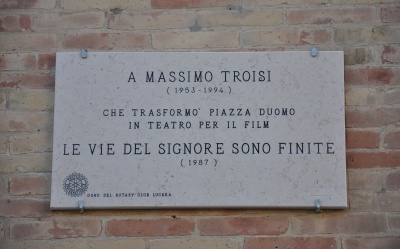 A MASSIMO TROISI
( 1953 - 1994 )
CHE TRASFORMO' PIAZZA DUOMO
IN TEATRO PER IL FILM
LE VIE DEL SIGNORE SONO FINITE
( 1987 )
DONO DEL ROTARY CLUB LUCERA